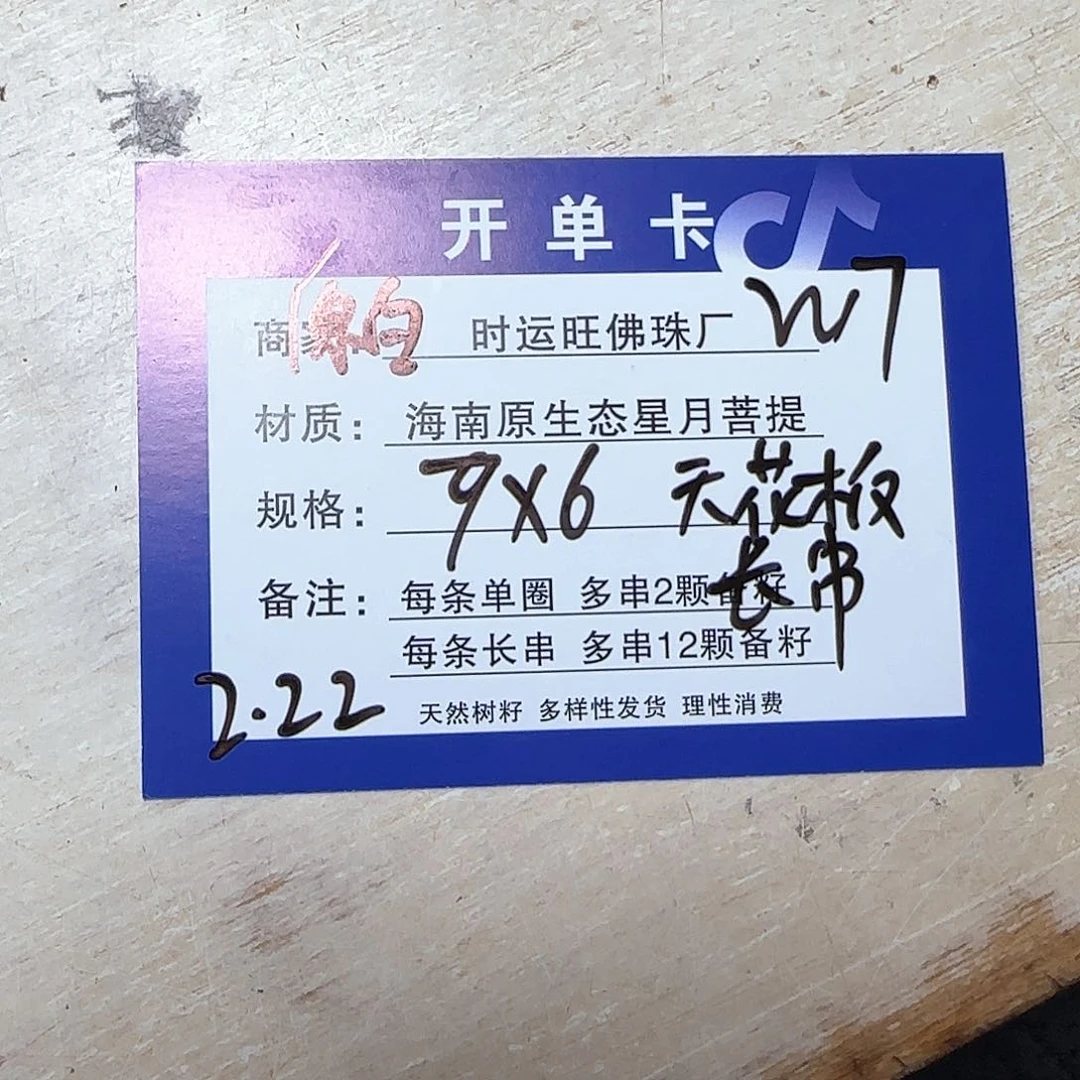 开单卡
商家: 时运旺佛珠厂 W7
材质: 海南原生态星月菩提
规格: 9X6 天花板
长串
备注: 每条单圈 多串2颗备籽
每条长串 多串12颗备籽
2.22 天然树籽 多样性发货 理性消费